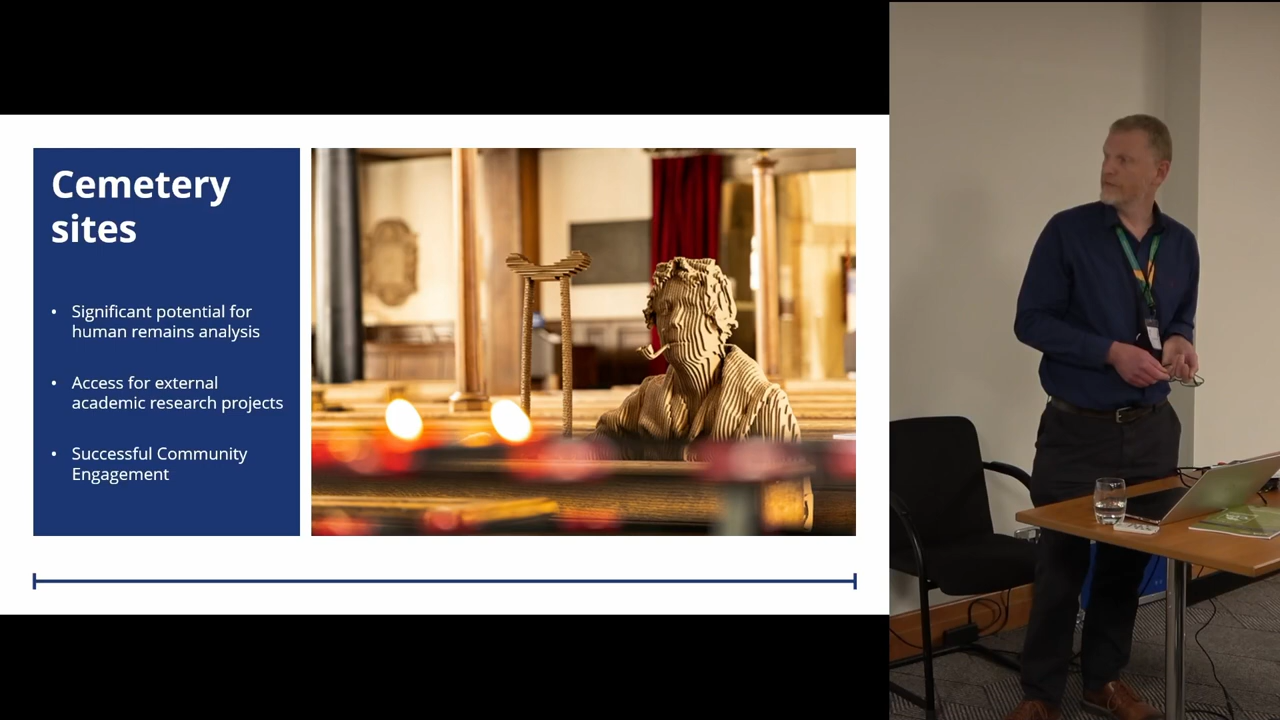 Cemetery
sites
• Significant potential for
human remains analysis
• Access for external
academic research projects
• Successful Community
Engagement